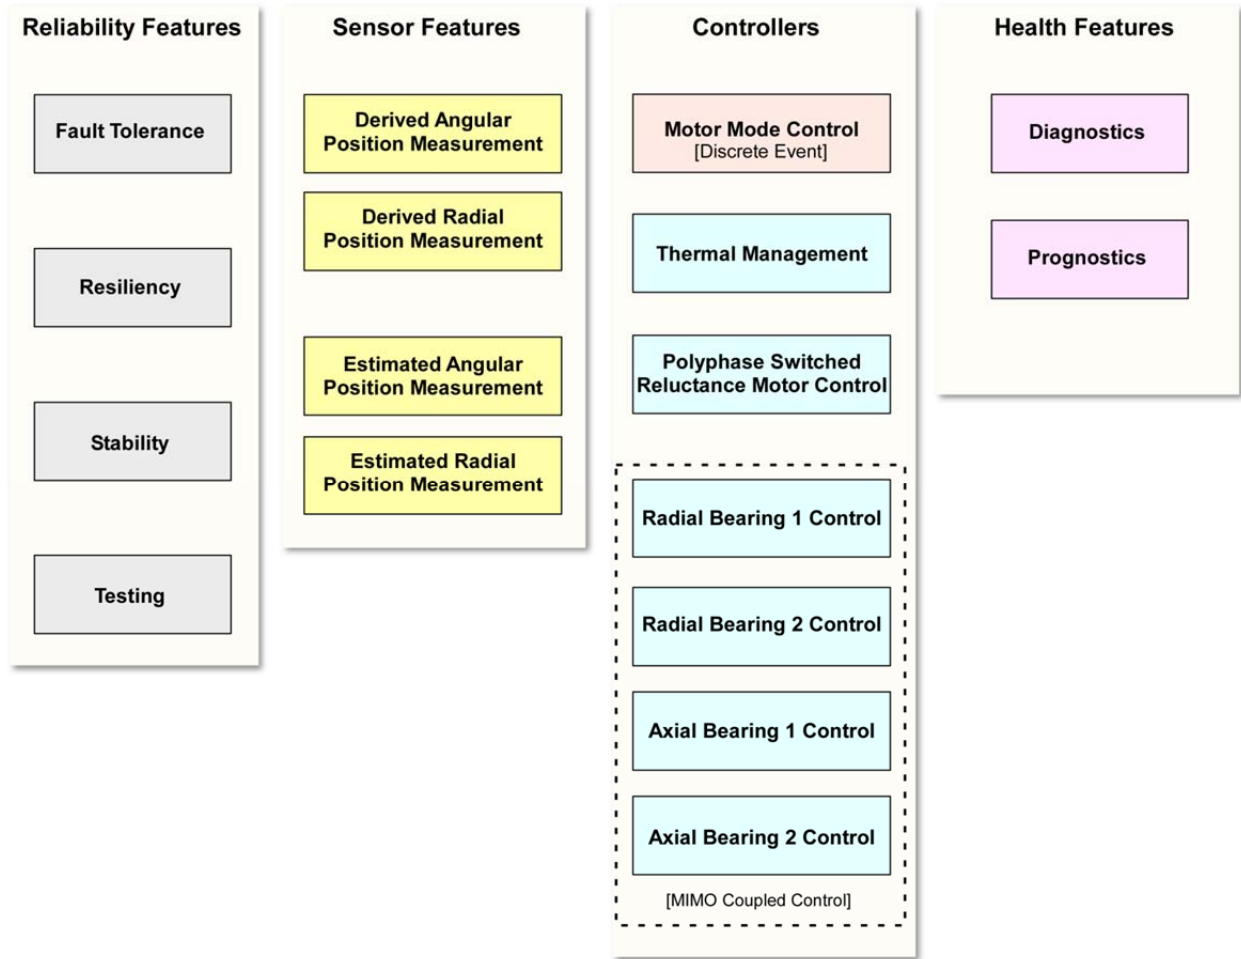 Reliability Features
Fault Tolerance
Resiliency
Stability
Testing
Sensor Features
Derived Angular
Position Measurement
Derived Radial
Position Measurement
Estimated Angular
Position Measurement
Estimated Radial
Position Measurement
Controllers
Motor Mode Control
[Discrete Event]
Thermal Management
Polyphase Switched
Reluctance Motor Control
Radial Bearing 1 Control
Radial Bearing 2 Control
Axial Bearing 1 Control
Axial Bearing 2 Control
[MIMO Coupled Control]
Health Features
Diagnostics
Prognostics